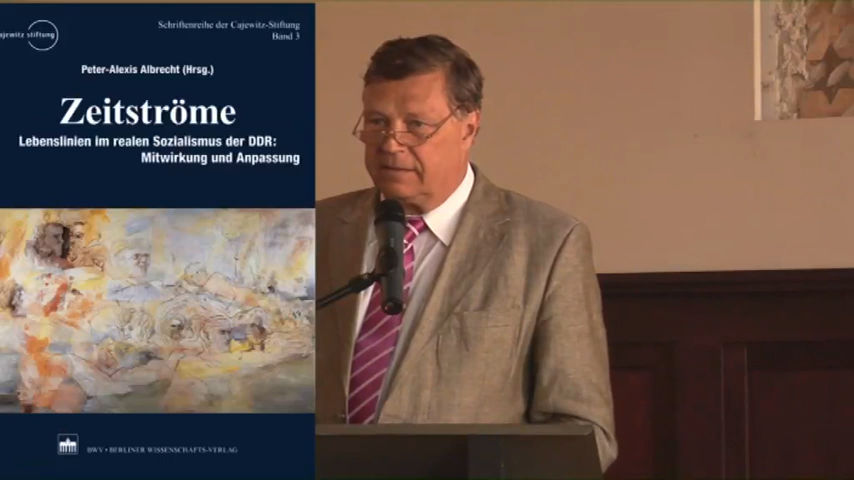 ajewitz stiftung
Schriftenreihe der Cajewitz-Stiftung
Band 3
Peter-Alexis Albrecht (Hrsg.)
Zeitströme
Lebenslinien im realen Sozialismus der DDR:
Mitwirkung und Anpassung
BWV • BERLINER WISSENSCHAFTS-VERLAG